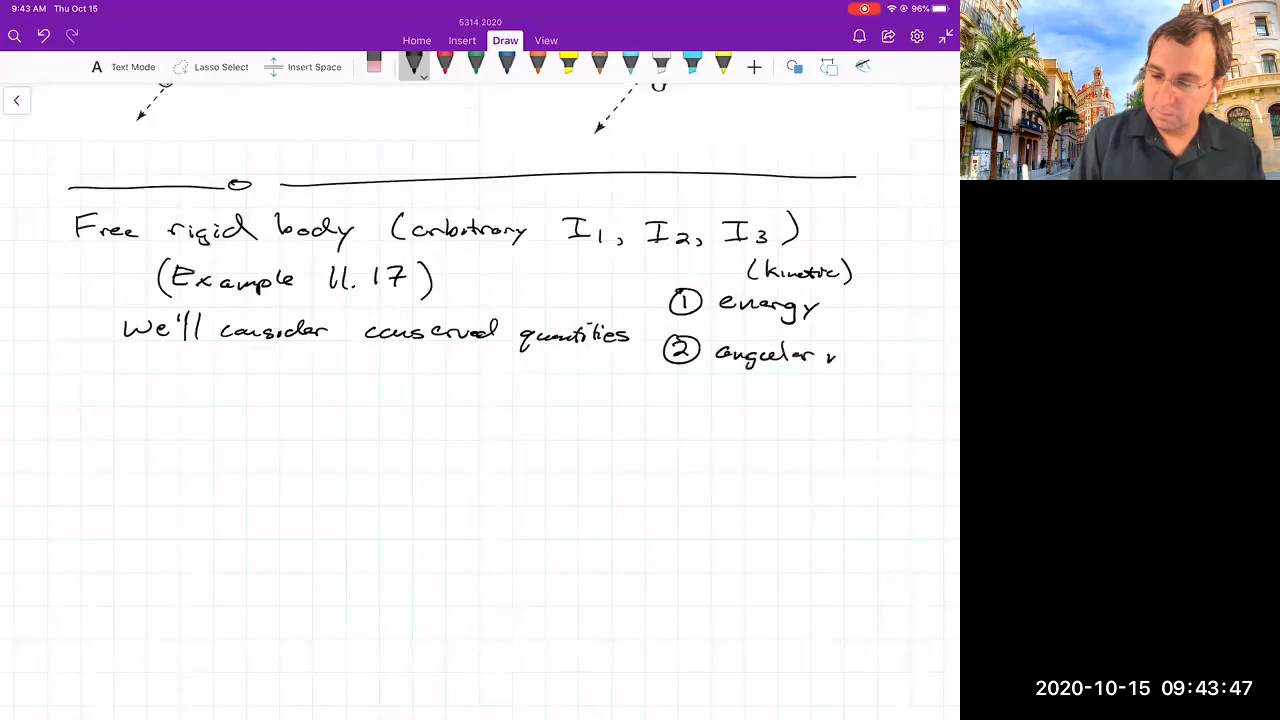 9:43 AM Thu Oct 15
96%
5314 2020
Home Insert Draw View
Text Mode Lasso Select Insert Space
Free rigid body (arbitrary I1, I2, I3)
(Example 11.17)
(kinetic)
① energy
We'll consider conserved quantities
② angular
2020-10-15 09:43:47